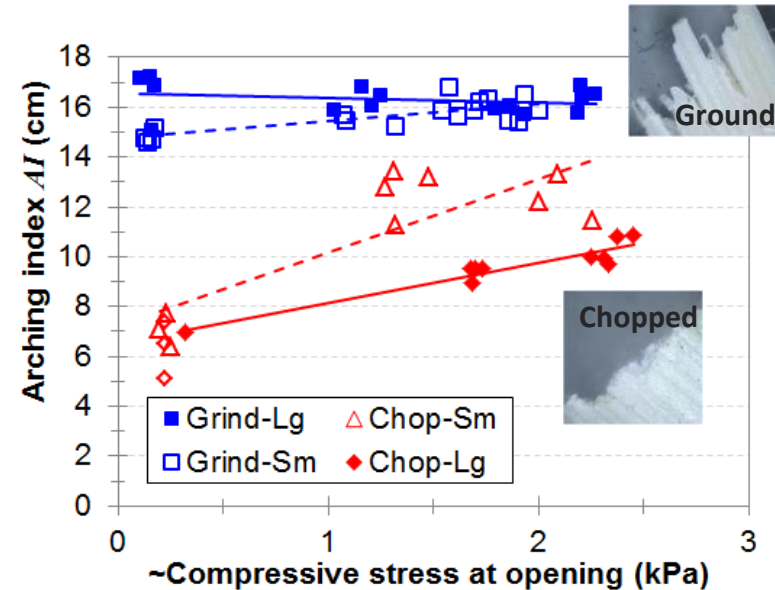 Arching index AI (cm)
18
16
14
12
10
8
6
4
2
0
Ground
Chopped
Grind-Lg
Chop-Sm
Grind-Sm
Chop-Lg
0
1
2
3
~Compressive stress at opening (kPa)